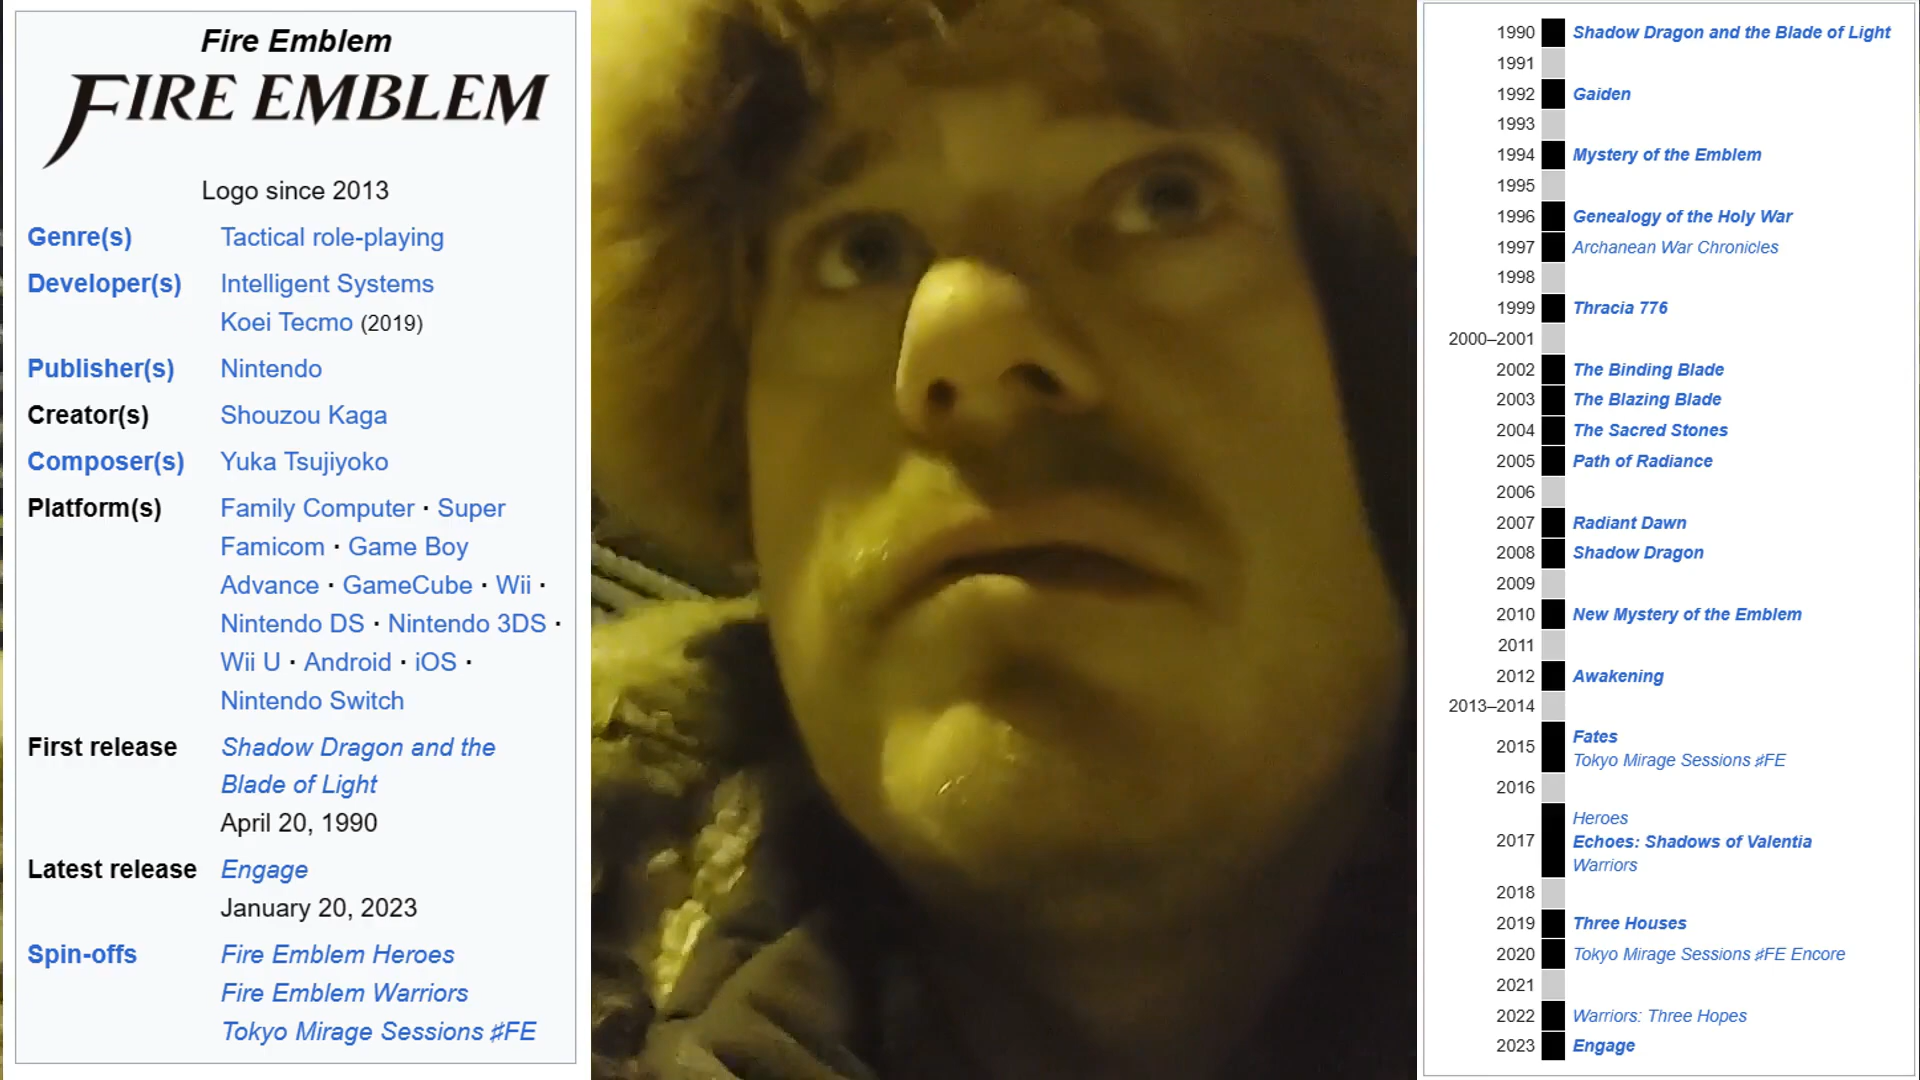 Fire Emblem
FIRE EMBLEM
Logo since 2013
Genre(s) Tactical role-playing
Developer(s) Intelligent Systems
Koei Tecmo (2019)
Publisher(s) Nintendo
Creator(s) Shouzou Kaga
Composer(s) Yuka Tsujiyoko
Platform(s) Family Computer · Super
Famicom · Game Boy
Advance · GameCube · Wii ·
Nintendo DS · Nintendo 3DS ·
Wii U · Android · iOS ·
Nintendo Switch
First release Shadow Dragon and the
Blade of Light
April 20, 1990
Latest release Engage
January 20, 2023
Spin-offs Fire Emblem Heroes
Fire Emblem Warriors
Tokyo Mirage Sessions ♯FE
1990 Shadow Dragon and the Blade of Light
1991
1992 Gaiden
1993
1994 Mystery of the Emblem
1995
1996 Genealogy of the Holy War
1997 Archanean War Chronicles
1998
1999 Thracia 776
2000–2001
2002 The Binding Blade
2003 The Blazing Blade
2004 The Sacred Stones
2005 Path of Radiance
2006
2007 Radiant Dawn
2008 Shadow Dragon
2009
2010 New Mystery of the Emblem
2011
2012 Awakening
2013–2014
2015 Fates
Tokyo Mirage Sessions ♯FE
2016
Heroes
2017 Echoes: Shadows of Valentia
Warriors
2018
2019 Three Houses
2020 Tokyo Mirage Sessions ♯FE Encore
2021
2022 Warriors: Three Hopes
2023 Engage